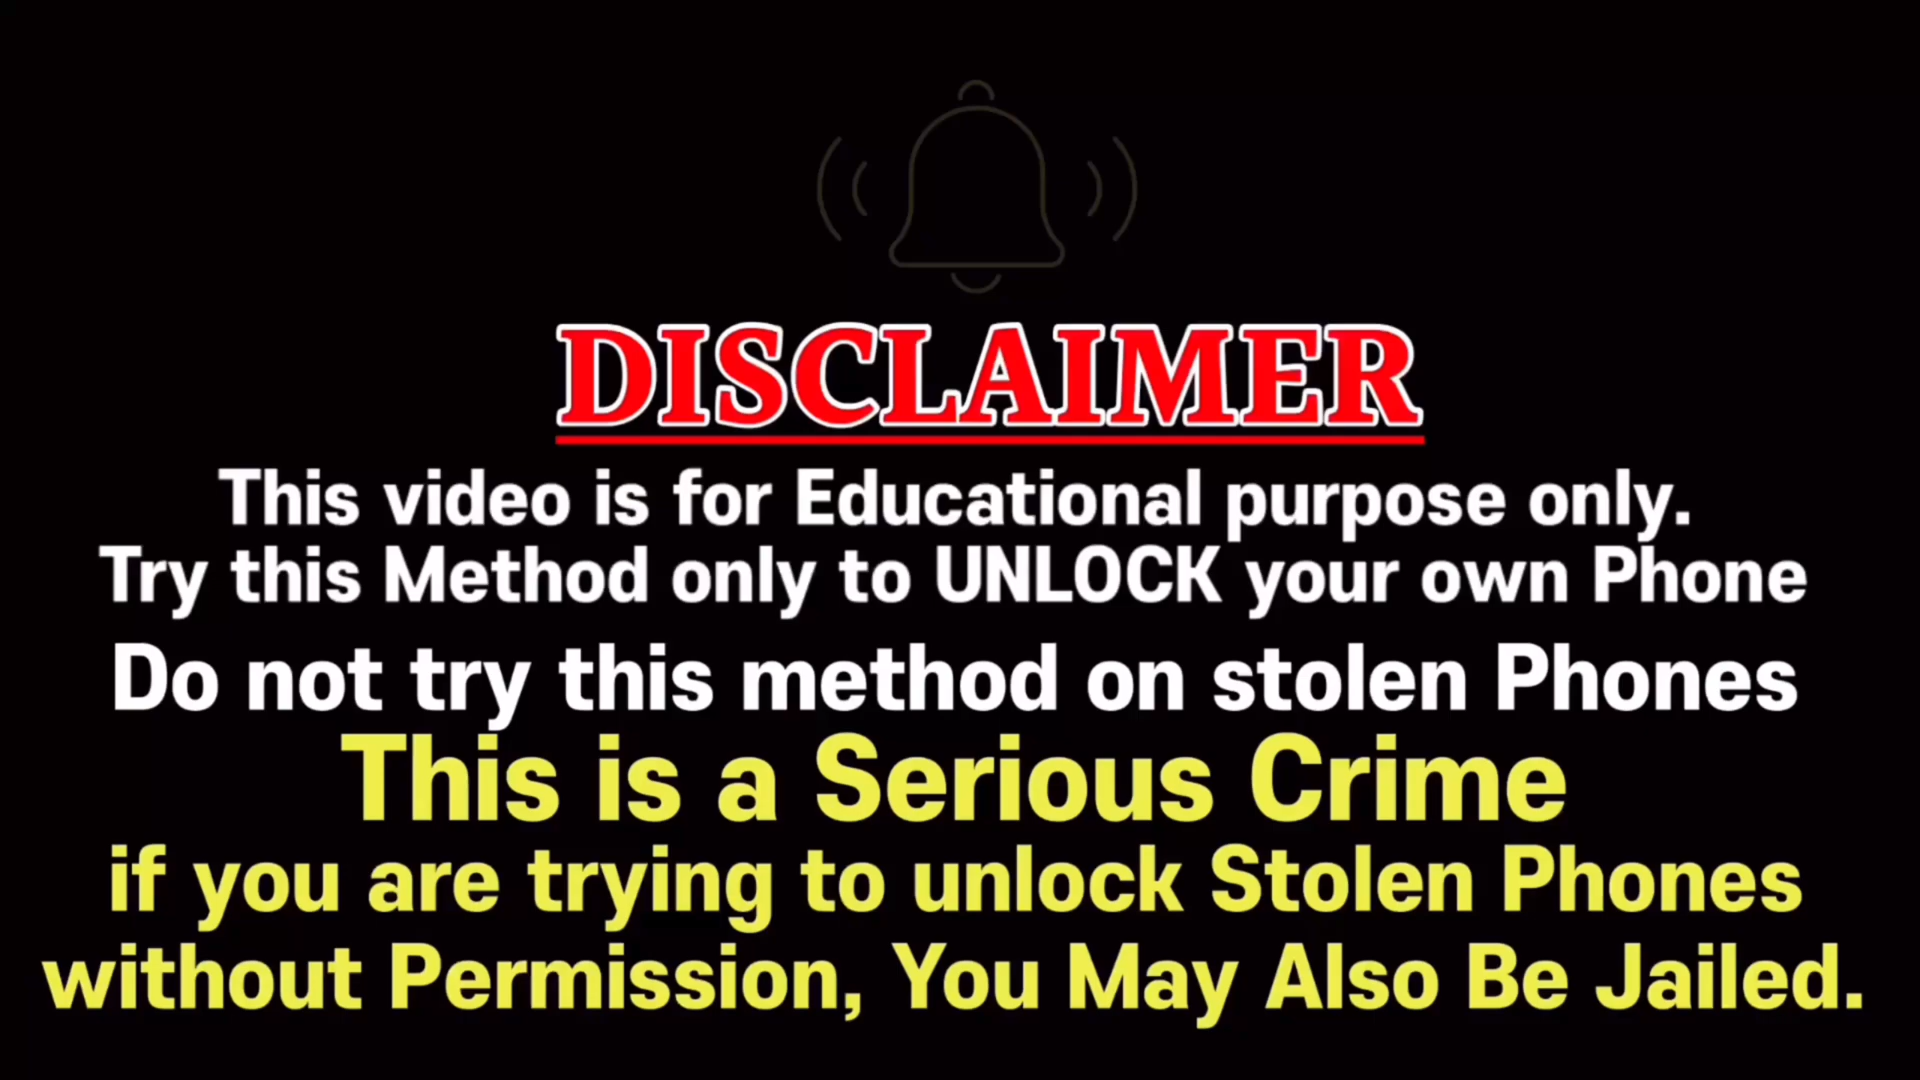 DISCLAIMER
This video is for Educational purpose only.
Try this Method only to UNLOCK your own Phone
Do not try this method on stolen Phones
This is a Serious Crime
if you are trying to unlock Stolen Phones
without Permission, You May Also Be Jailed.